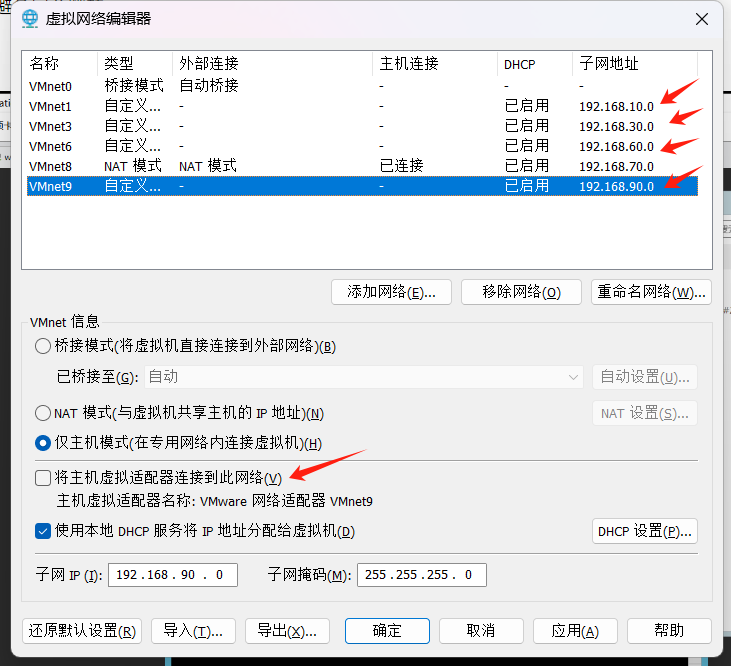 虚拟网络编辑器
名称 类型 外部连接 主机连接 DHCP 子网地址
VMnet0 桥接模式 自动桥接 - - -
VMnet1 自定义... - - 已启用 192.168.10.0
VMnet3 自定义... - - 已启用 192.168.30.0
VMnet6 自定义... - - 已启用 192.168.60.0
VMnet8 NAT 模式 NAT 模式 已连接 已启用 192.168.70.0
VMnet9 自定义... - - 已启用 192.168.90.0
添加网络(E)... 移除网络(O) 重命名网络(W)...
VMnet 信息
桥接模式(将虚拟机直接连接到外部网络)(B)
已桥接至(G): 自动 自动设置(U)...
NAT 模式(与虚拟机共享主机的 IP 地址)(N) NAT 设置(S)...
仅主机模式(在专用网络内连接虚拟机)(H)
将主机虚拟适配器连接到此网络(V)
主机虚拟适配器名称: VMware 网络适配器 VMnet9
使用本地 DHCP 服务将 IP 地址分配给虚拟机(D) DHCP 设置(P)...
子网 IP (I): 192 . 168 . 90 . 0 子网掩码(M): 255 . 255 . 255 . 0
还原默认设置(R) 导入(T)... 导出(X)... 确定 取消 应用(A) 帮助